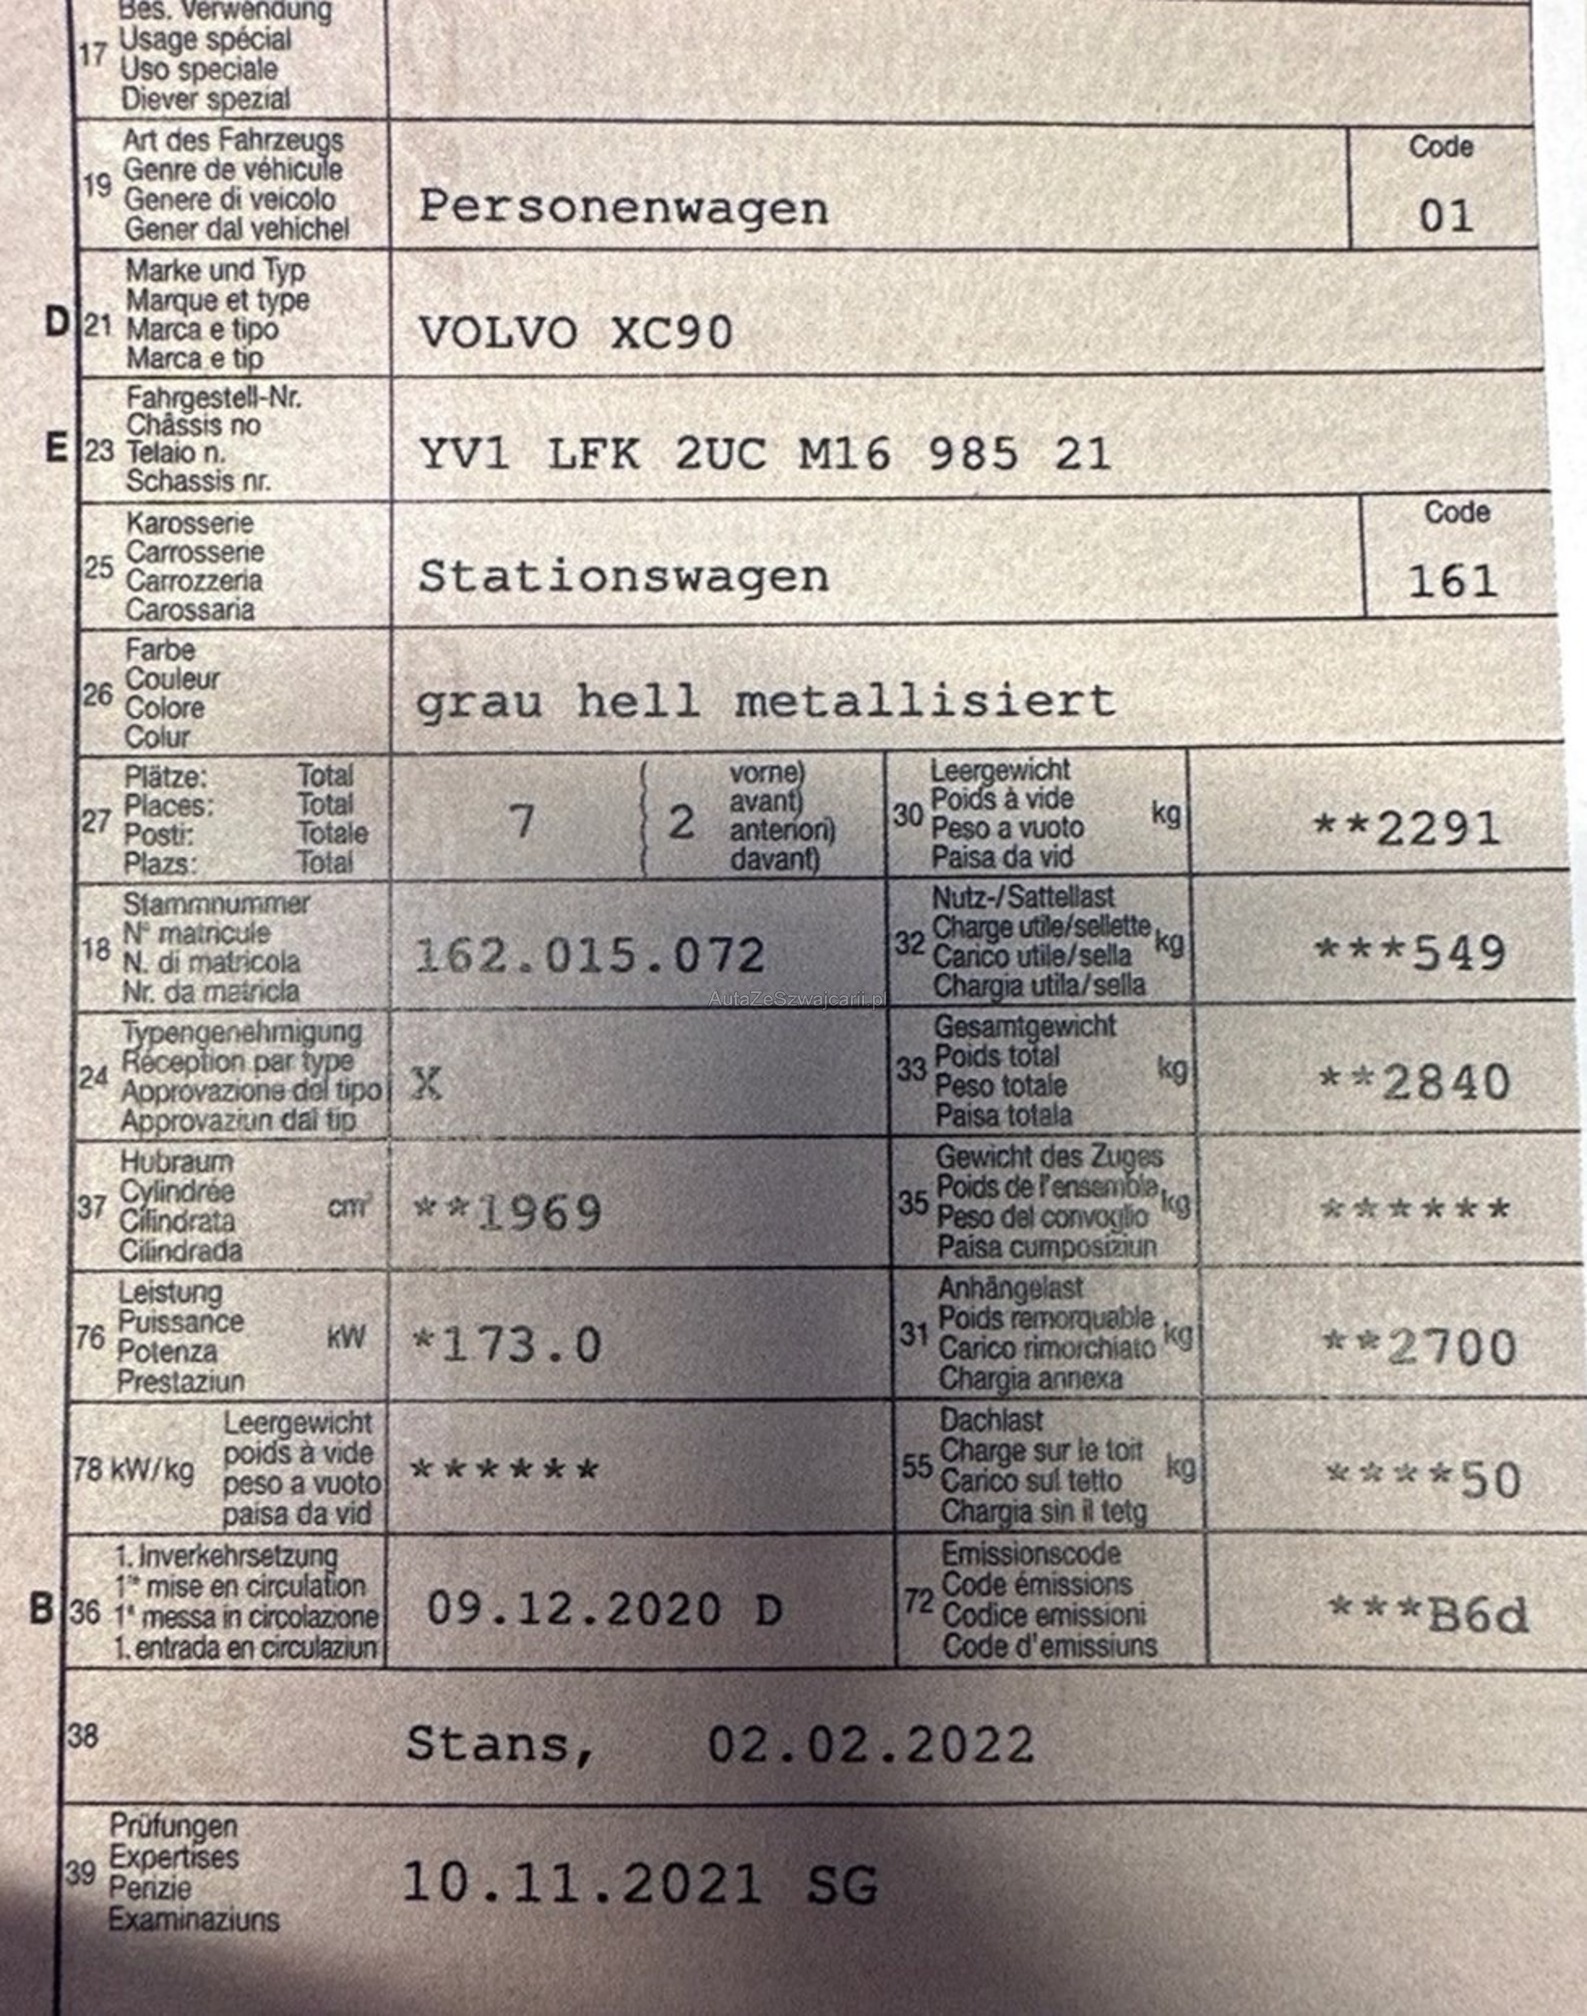 Bes. Verwendung
17 Usage spécial
Uso speciale
Diever spezial
Art des Fahrzeugs
19 Genre de véhicule
Genere di veicolo
Gener dal vehichel
Personenwagen
Code
01
Marke und Typ
D 21 Marque et type
Marca e tipo
Marca e tip
VOLVO XC90
Fahrgestell-Nr.
Châssis no
E 23 Telaio n.
Schassis nr.
YV1 LFK 2UC M16 985 21
Karosserie
25 Carrosserie
Carrozzeria
Carossaria
Stationswagen
Code
161
Farbe
26 Couleur
Colore
Colur
grau hell metallisiert
Plätze: Total
27 Places: Total
Posti: Totale
Plazs: Total
7
( 2 vorne)
( avant)
( anteriori)
( davant)
Leergewicht
30 Poids à vide kg
Peso a vuoto
Paisa da vid
**2291
Stammnummer
18 N° matricule
N. di matricola
Nr. da matricla
162.015.072
Nutz-/Sattellast
32 Charge utile/sellette kg
Carico utile/sella
Chargia utila/sella
***549
AutaZeSzwajcarii.pl
Typengenehmigung
24 Réception par type
Approvazione del tipo
Approvaziun dal tip
X
Gesamtgewicht
33 Poids total kg
Peso totale
Paisa totala
**2840
Hubraum
37 Cylindrée cm³
Cilindrata
Cilindrada
**1969
Gewicht des Zuges
35 Poids de l'ensemble kg
Peso del convoglio
Paisa cumposiziun
******
Leistung
76 Puissance kW
Potenza
Prestaziun
*173.0
Anhängelast
31 Poids remorquable kg
Carico rimorchiato
Chargia annexa
**2700
Leergewicht
78 kW/kg poids à vide
peso a vuoto
paisa da vid
******
Dachlast
55 Charge sur le toit kg
Carico sul tetto
Chargia sin il tetg
****50
1. Inverkehrsetzung
B 36 1re mise en circulation
1a messa in circolazione
1. entrada en circulaziun
09.12.2020 D
Emissionscode
72 Code émissions
Codice emissioni
Code d'emissiuns
***B6d
38
Stans, 02.02.2022
Prüfungen
39 Expertises
Perizie
Examinaziuns
10.11.2021 SG